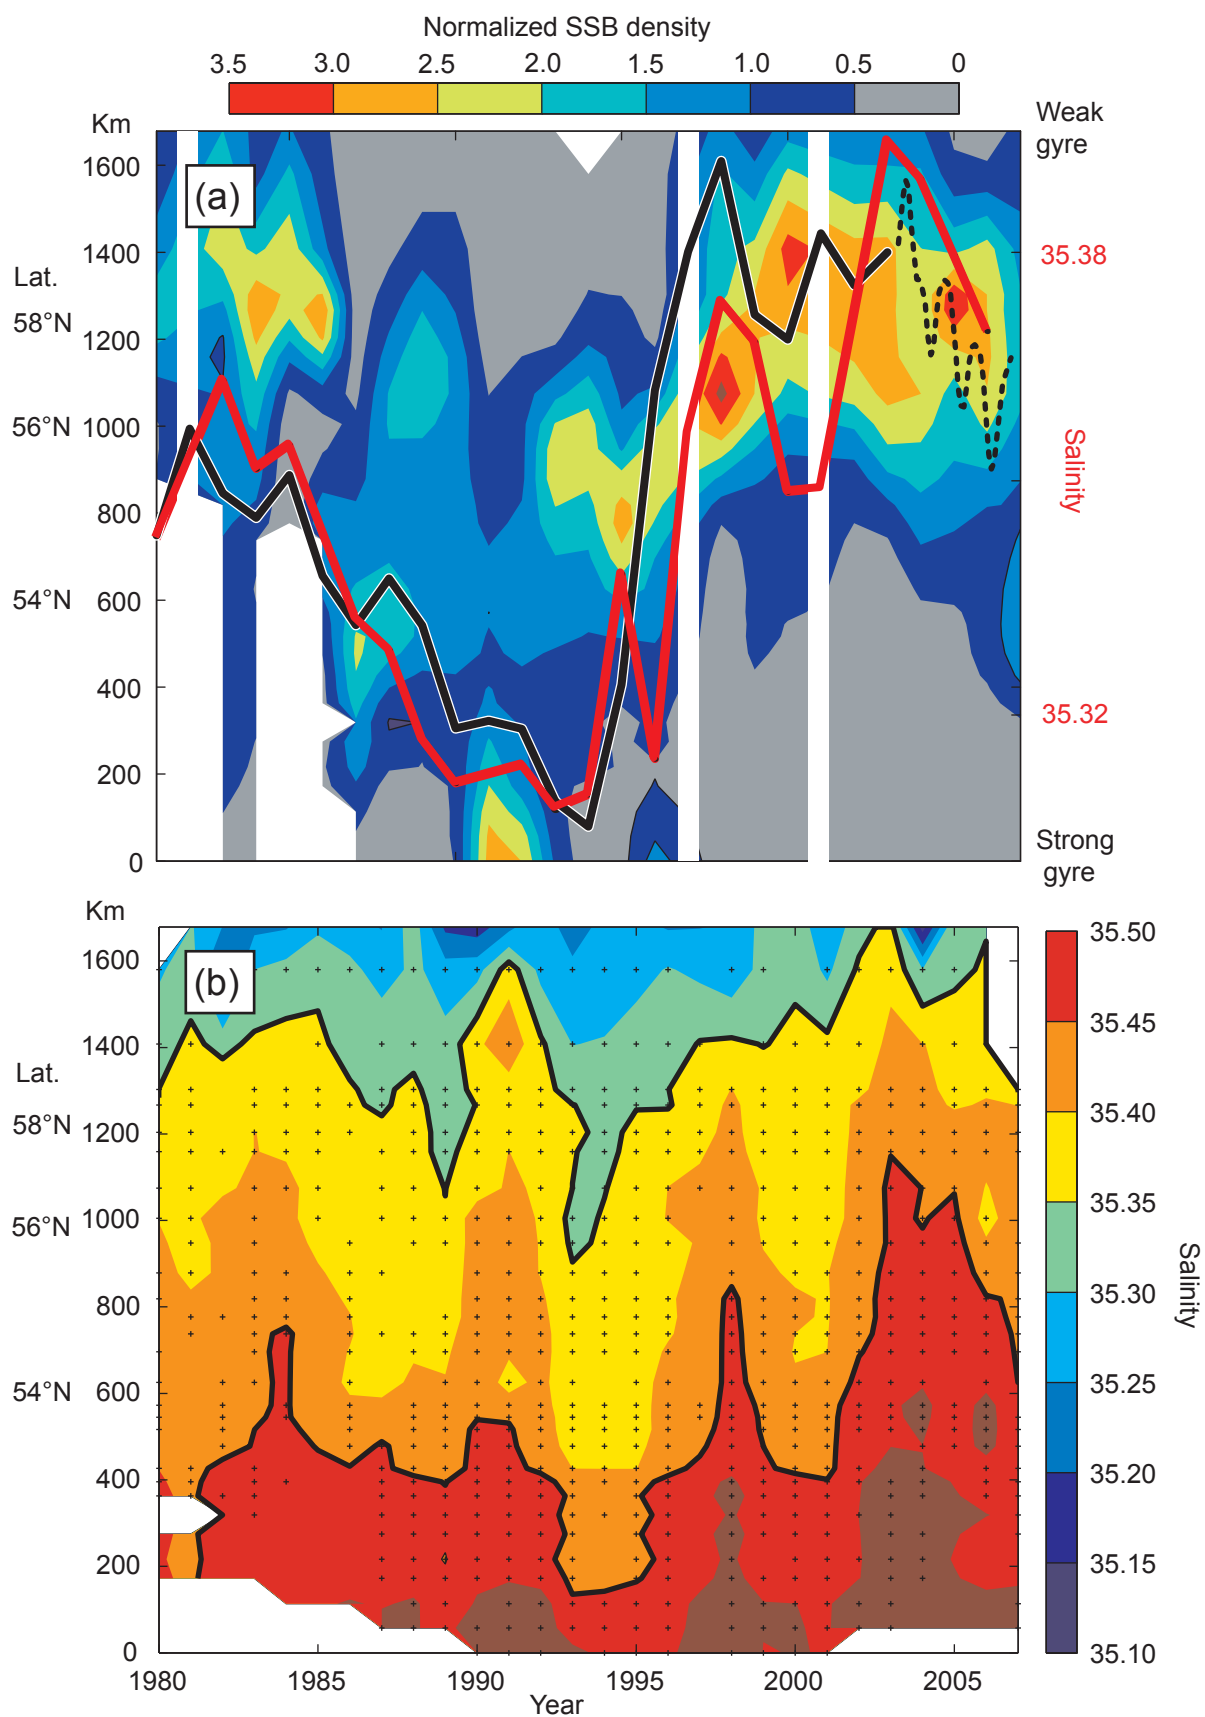 Normalized SSB density
3.5 3.0 2.5 2.0 1.5 1.0 0.5 0
Km
Weak
gyre
1600
(a)
1400
35.38
Lat.
58°N
1200
56°N 1000
Salinity
800
54°N 600
400
35.32
200
Strong
gyre
0
Km
35.50
1600
(b)
35.45
1400
Lat.
35.40
58°N 1200
35.35
56°N 1000
Salinity
35.30
800
35.25
54°N 600
400
35.20
200
35.15
0
35.10
1980 1985 1990 1995 2000 2005
Year